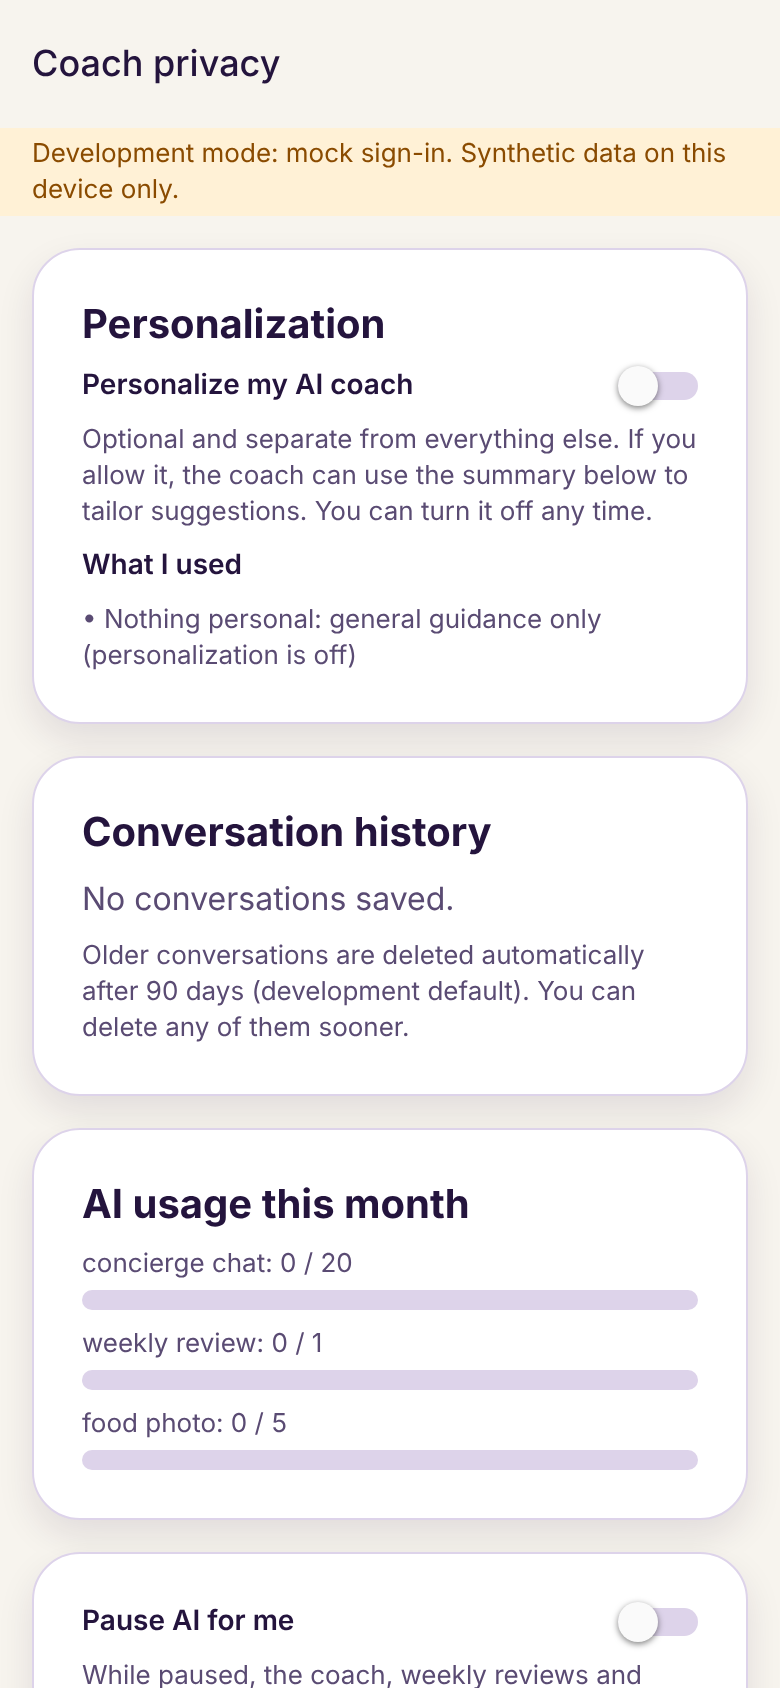 Coach privacy
Development mode: mock sign-in. Synthetic data on this
device only.
Personalization
Personalize my AI coach
Optional and separate from everything else. If you
allow it, the coach can use the summary below to
tailor suggestions. You can turn it off any time.
What I used
• Nothing personal: general guidance only
(personalization is off)
Conversation history
No conversations saved.
Older conversations are deleted automatically
after 90 days (development default). You can
delete any of them sooner.
AI usage this month
concierge chat: 0 / 20
weekly review: 0 / 1
food photo: 0 / 5
Pause AI for me
While paused, the coach, weekly reviews and